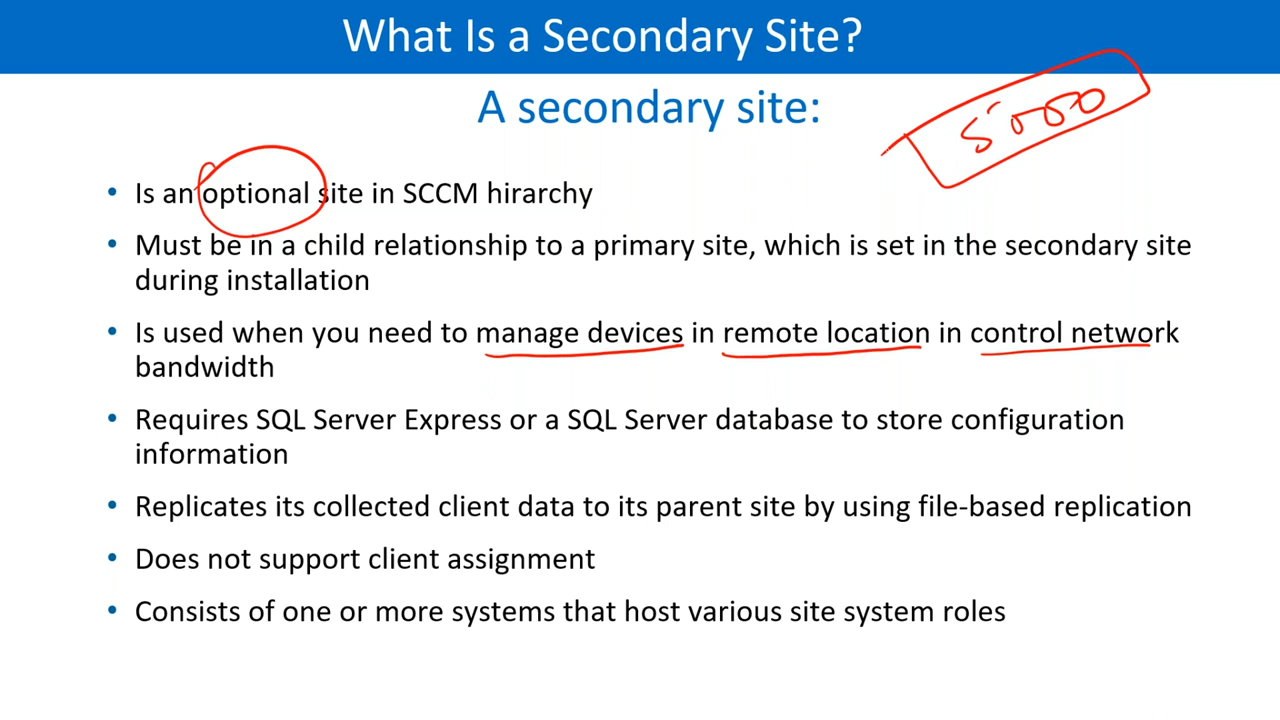 What Is a Secondary Site?
A secondary site:
5000
• Is an optional site in SCCM hirarchy
• Must be in a child relationship to a primary site, which is set in the secondary site
during installation
• Is used when you need to manage devices in remote location in control network
bandwidth
• Requires SQL Server Express or a SQL Server database to store configuration
information
• Replicates its collected client data to its parent site by using file-based replication
• Does not support client assignment
• Consists of one or more systems that host various site system roles